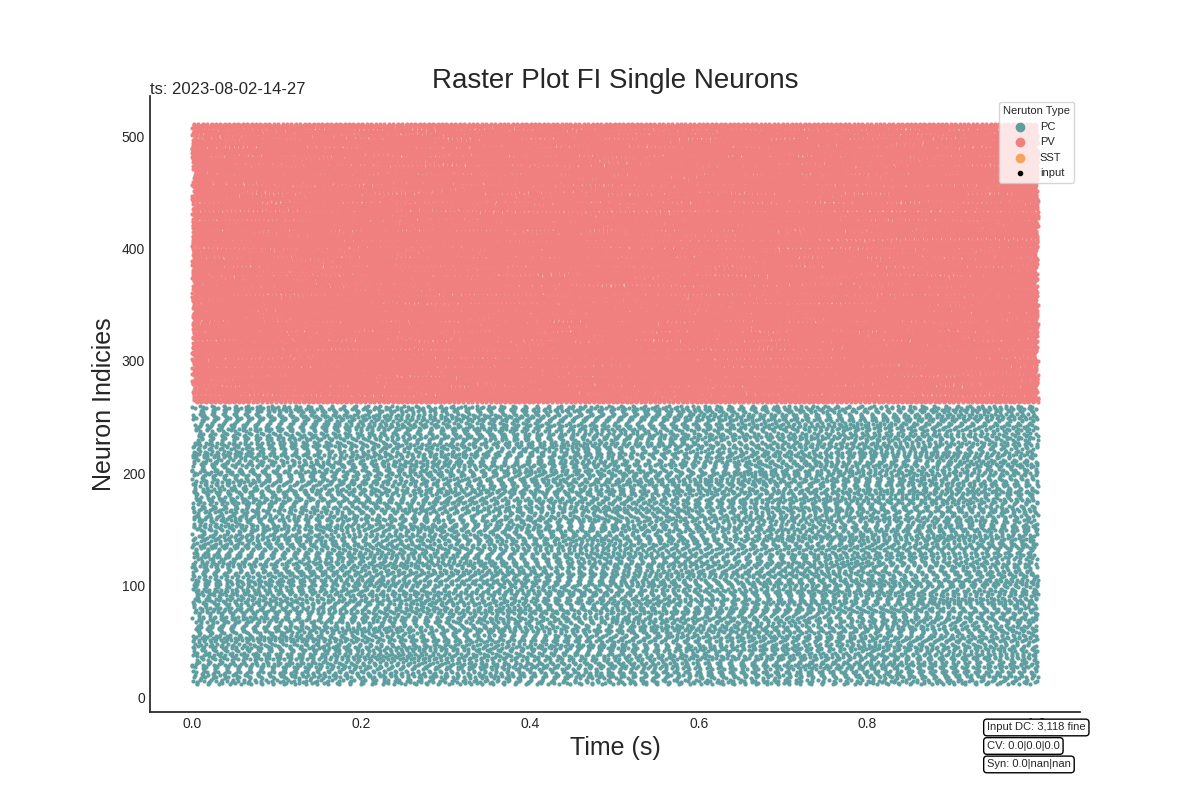 Raster Plot FI Single Neurons
ts: 2023-08-02-14-27
Neruton Type
PC
PV
SST
input
500
400
300
200
100
0
Neuron Indicies
0.0 0.2 0.4 0.6 0.8
Time (s)
Input DC: 3,118 fine
CV: 0.0|0.0|0.0
Syn: 0.0|nan|nan